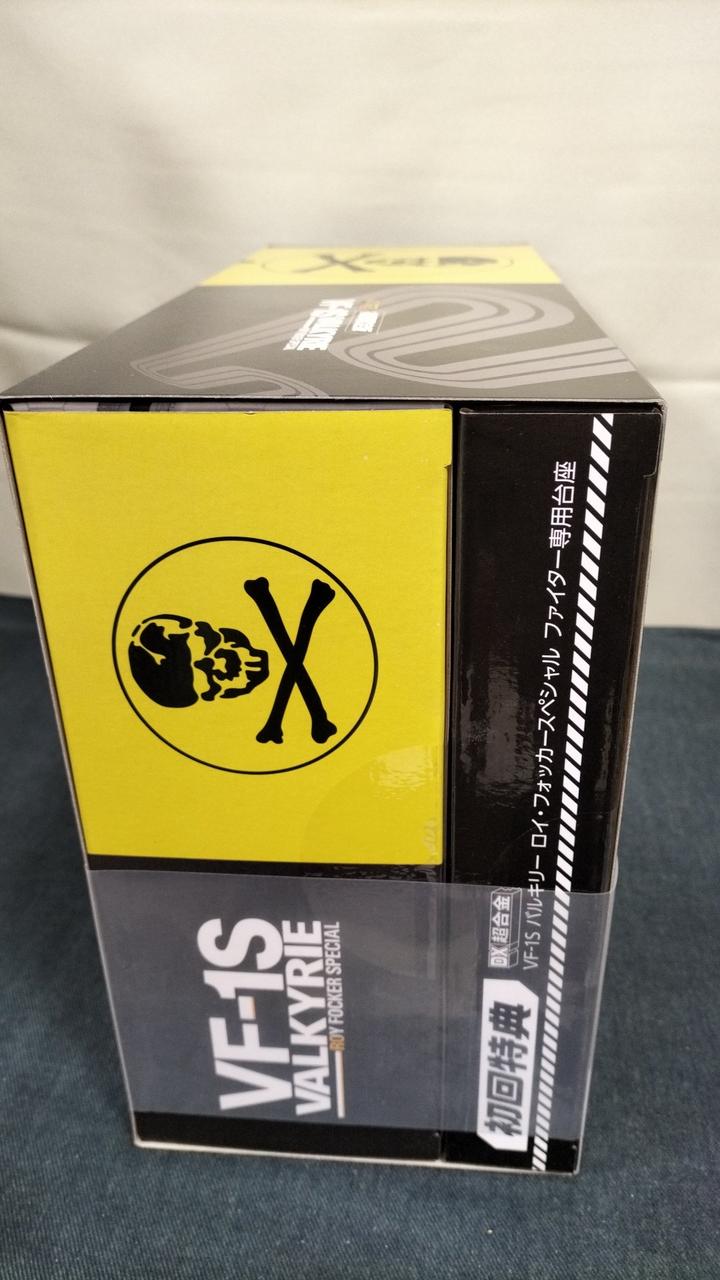 VF-1S
VALKYRIE
ROY FOCKER SPECIAL
初回特典
DX超合金
VF-1S バルキリー ロイ・フォッカースペシャル ファイター専用台座